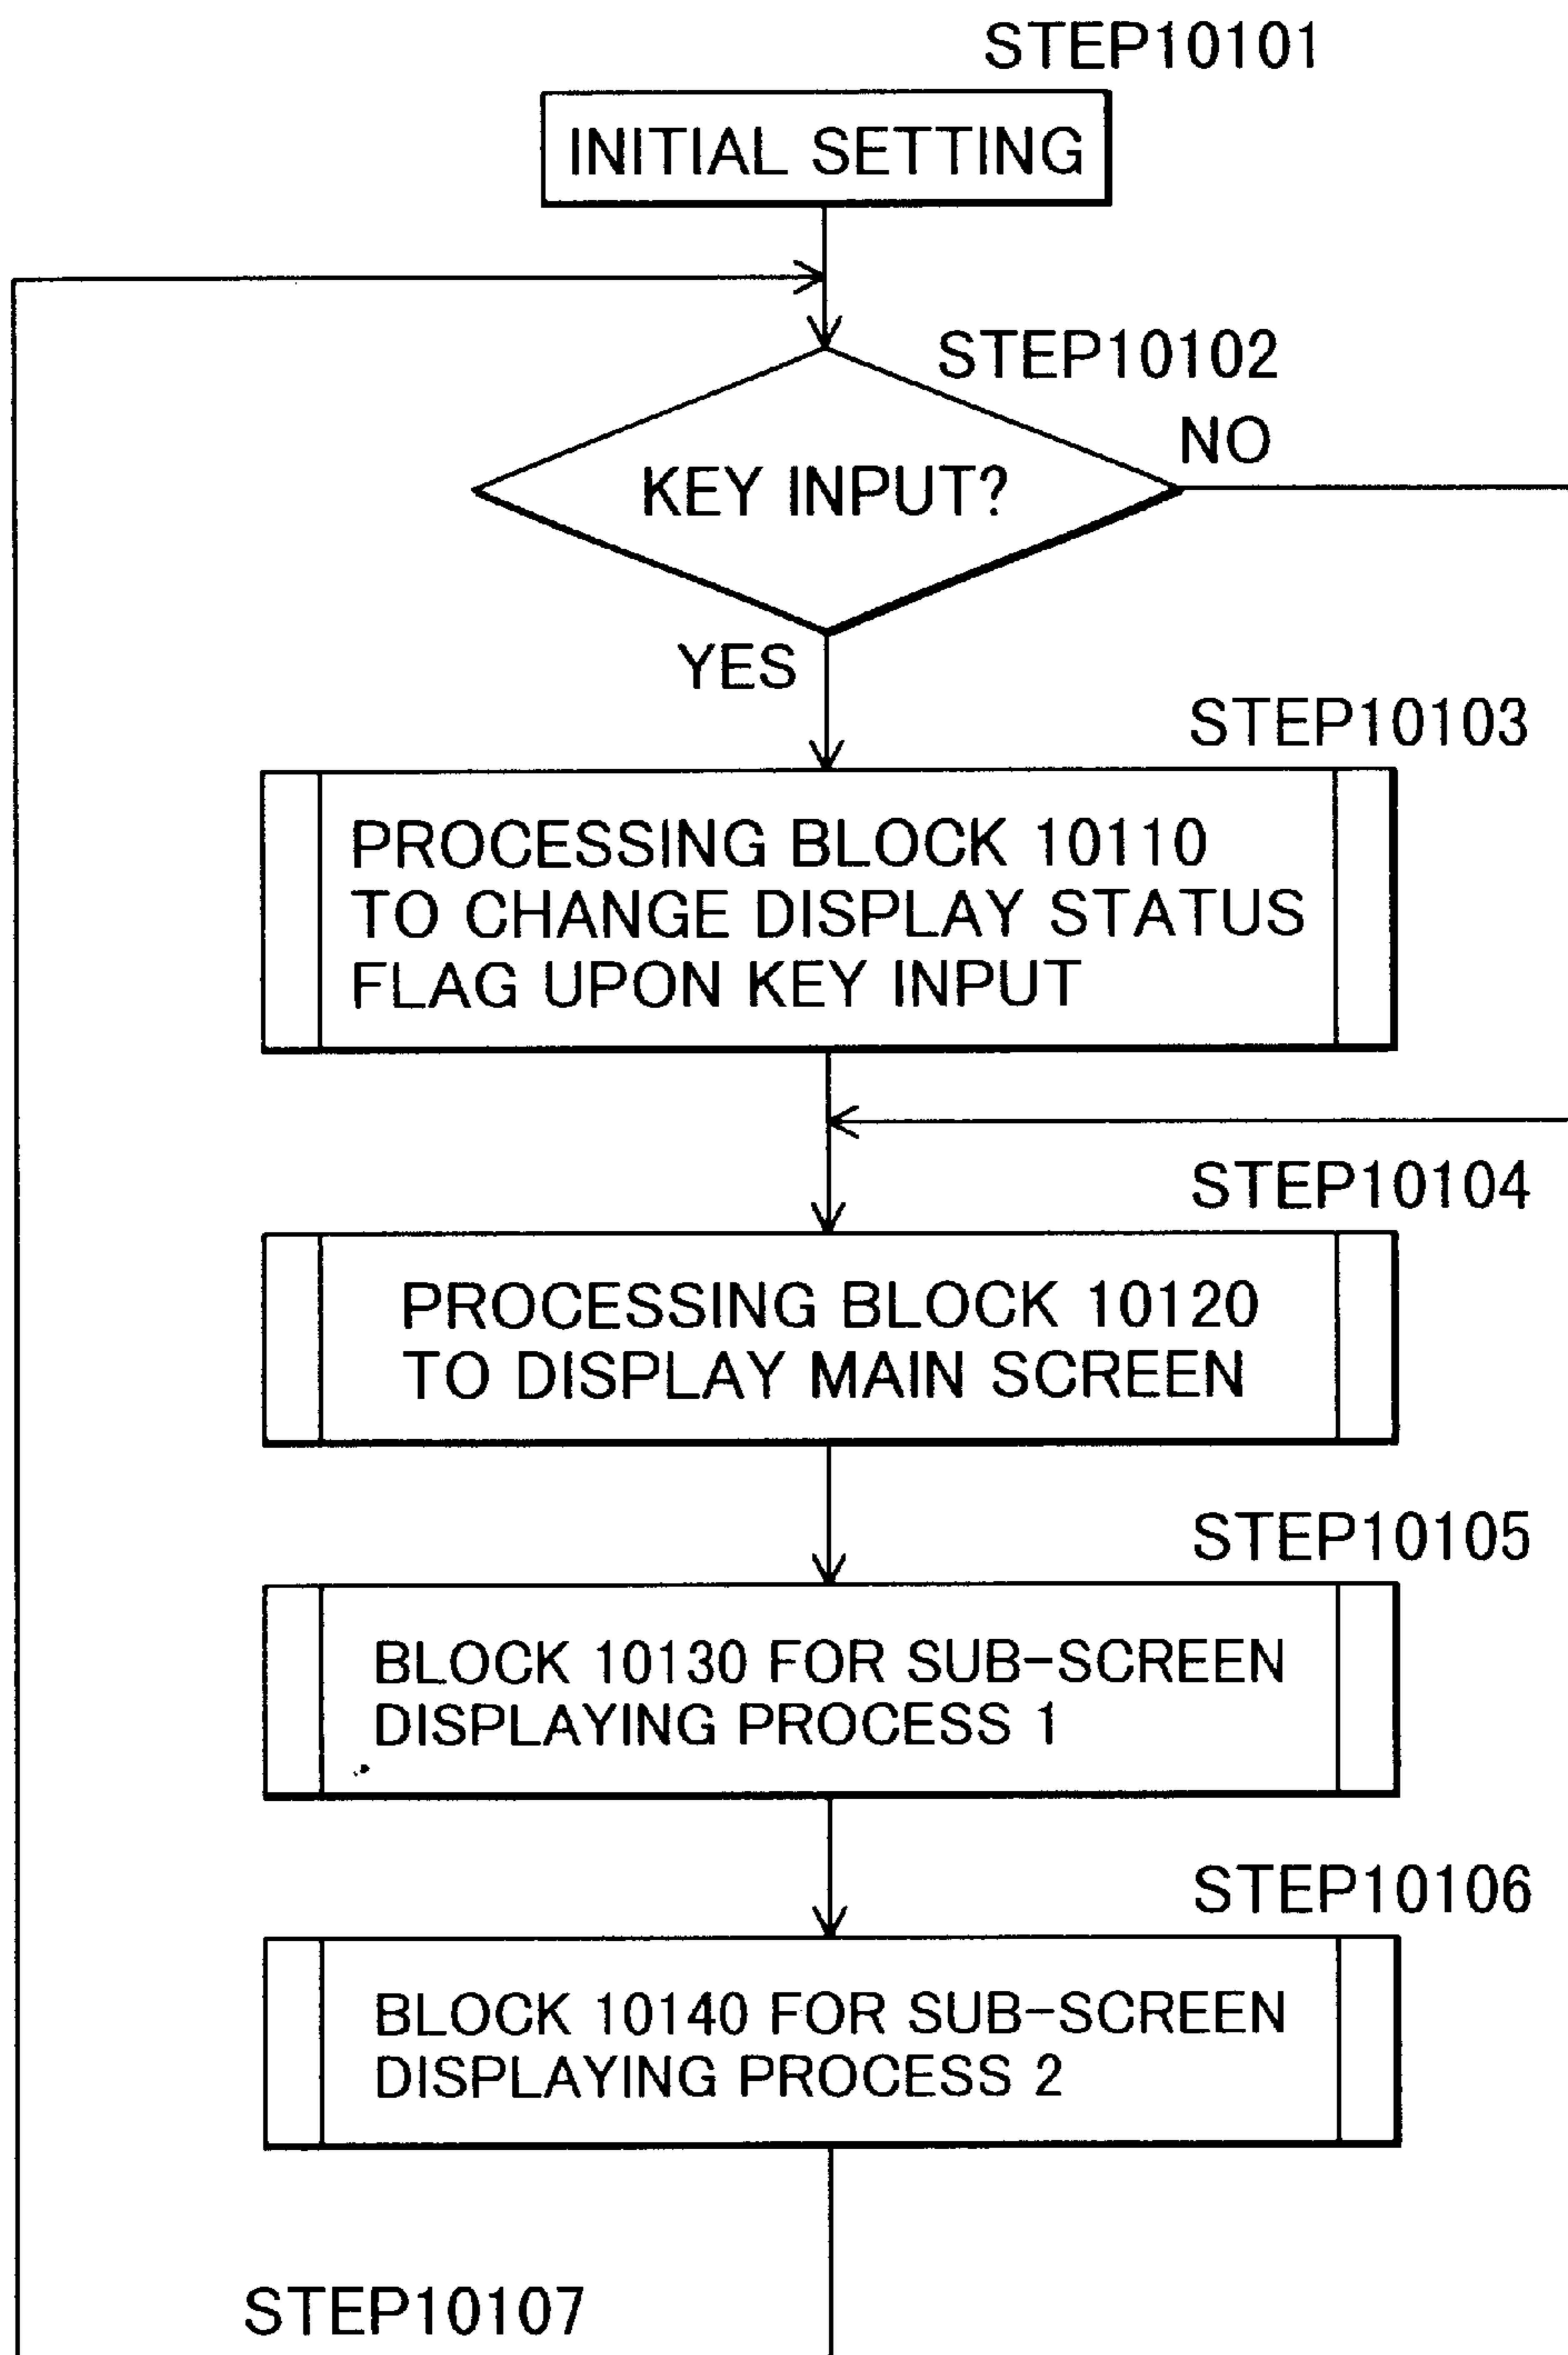 STEP10101
INITIAL SETTING
STEP10102
NO
KEY INPUT?
YES
STEP10103
PROCESSING BLOCK 10110
TO CHANGE DISPLAY STATUS
FLAG UPON KEY INPUT
STEP10104
PROCESSING BLOCK 10120
TO DISPLAY MAIN SCREEN
STEP10105
BLOCK 10130 FOR SUB-SCREEN
DISPLAYING PROCESS 1
STEP10106
BLOCK 10140 FOR SUB-SCREEN
DISPLAYING PROCESS 2
STEP10107